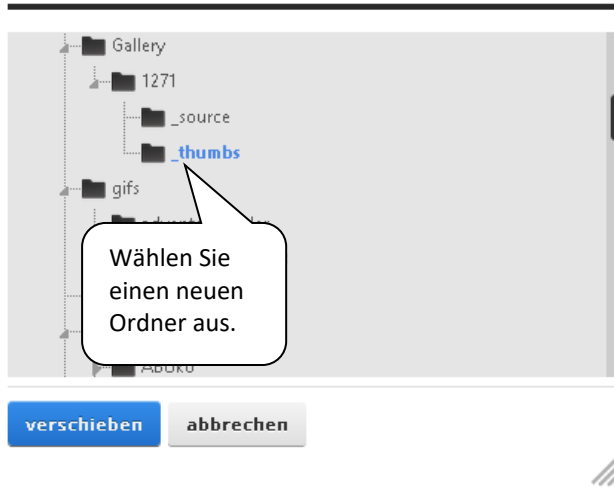 Gallery
1271
_source
_thumbs
gifs
Wählen Sie
einen neuen
Ordner aus.
verschieben abbrechen